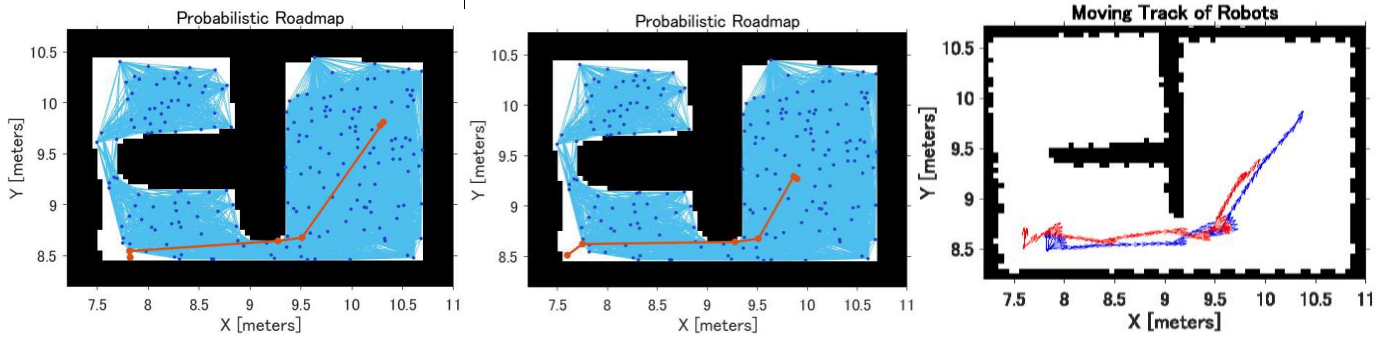 Probabilistic Roadmap
10.5
10
9.5
9
8.5
Y [meters]
7.5 8 8.5 9 9.5 10 10.5 11
X [meters]
Probabilistic Roadmap
10.5
10
9.5
9
8.5
Y [meters]
7.5 8 8.5 9 9.5 10 10.5 11
X [meters]
Moving Track of Robots
10.5
10
9.5
9
8.5
Y [meters]
7.5 8 8.5 9 9.5 10 10.5 11
X [meters]